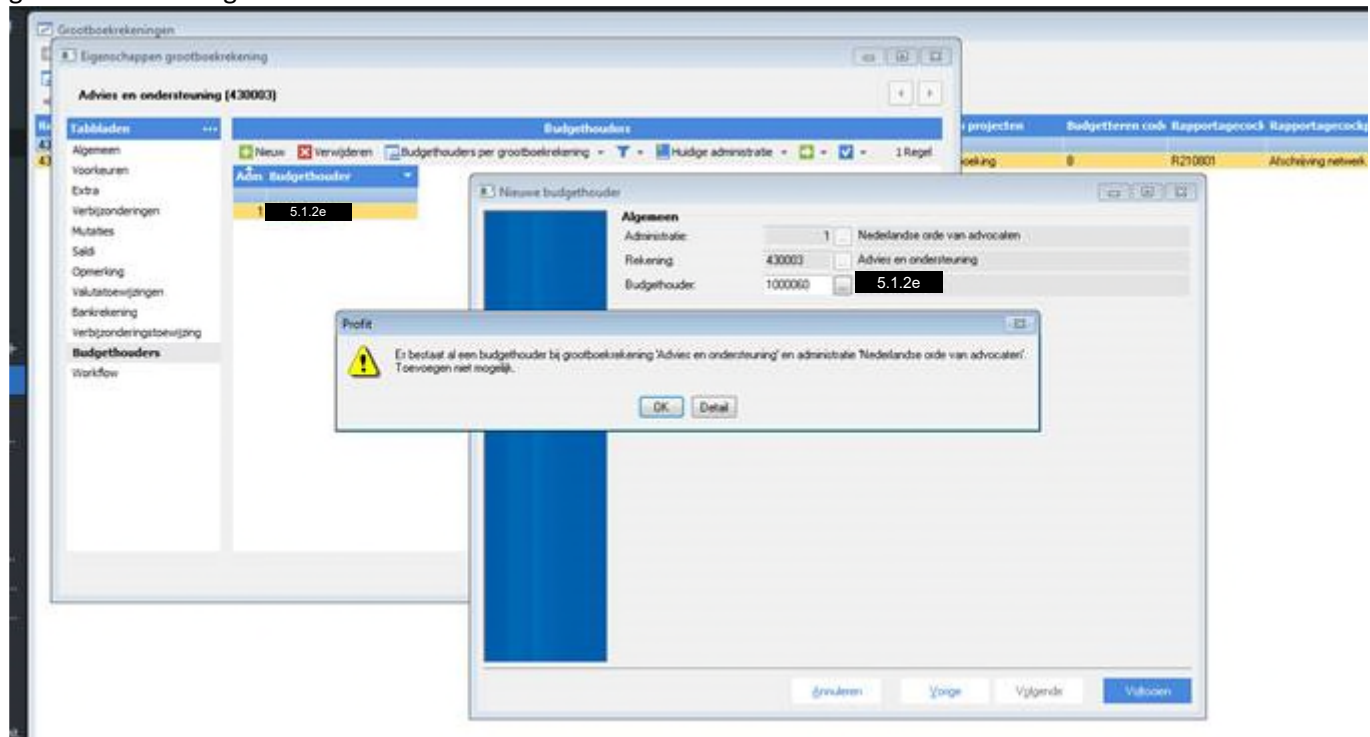 Grootboekrekeningen
Eigenschappen grootboekrekening
Advies en ondersteuning (430003)
Tabbladen ...
Algemeen
Voorkeuren
Extra
Verbijzonderingen
Mutaties
Saldi
Opmerking
Valutatoewijzingen
Bankrekening
Verbijzonderingstoewijzing
Budgethouders
Workflow
Budgethouders
Nieuw Verwijderen Budgethouders per grootboekrekening Huidige administratie 1 Regel
Adm Budgethouder
1 5.1.2e
projecten Budgetteren code Rapportagecock Rapportagecock
boeking 0 R210801 Afschrijving netwerk
Nieuwe budgethouder
Algemeen
Administratie: 1 ... Nederlandse orde van advocaten
Rekening: 430003 ... Advies en ondersteuning
Budgethouder: 1000060 ... 5.1.2e
Profit
Er bestaat al een budgethouder bij grootboekrekening 'Advies en ondersteuning' en administratie 'Nederlandse orde van advocaten'.
Toevoegen niet mogelijk.
OK Detail
Annuleren Vorige Volgende Voltooien